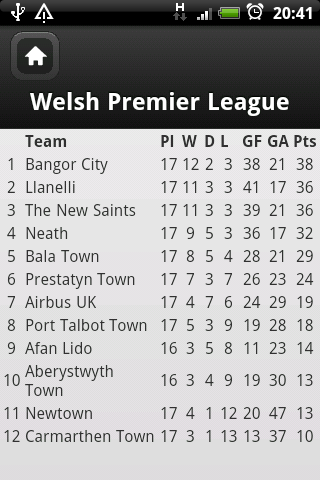 H 20:41
Welsh Premier League
Team Pl W D L GF GA Pts
1 Bangor City 17 12 2 3 38 21 38
2 Llanelli 17 11 3 3 41 17 36
3 The New Saints 17 11 3 3 39 21 36
4 Neath 17 9 5 3 36 17 32
5 Bala Town 17 8 5 4 28 21 29
6 Prestatyn Town 17 7 3 7 26 23 24
7 Airbus UK 17 4 7 6 24 29 19
8 Port Talbot Town 17 5 3 9 19 28 18
9 Afan Lido 16 3 5 8 11 23 14
10 Aberystwyth Town 16 3 4 9 19 30 13
11 Newtown 17 4 1 12 20 47 13
12 Carmarthen Town 17 3 1 13 13 37 10